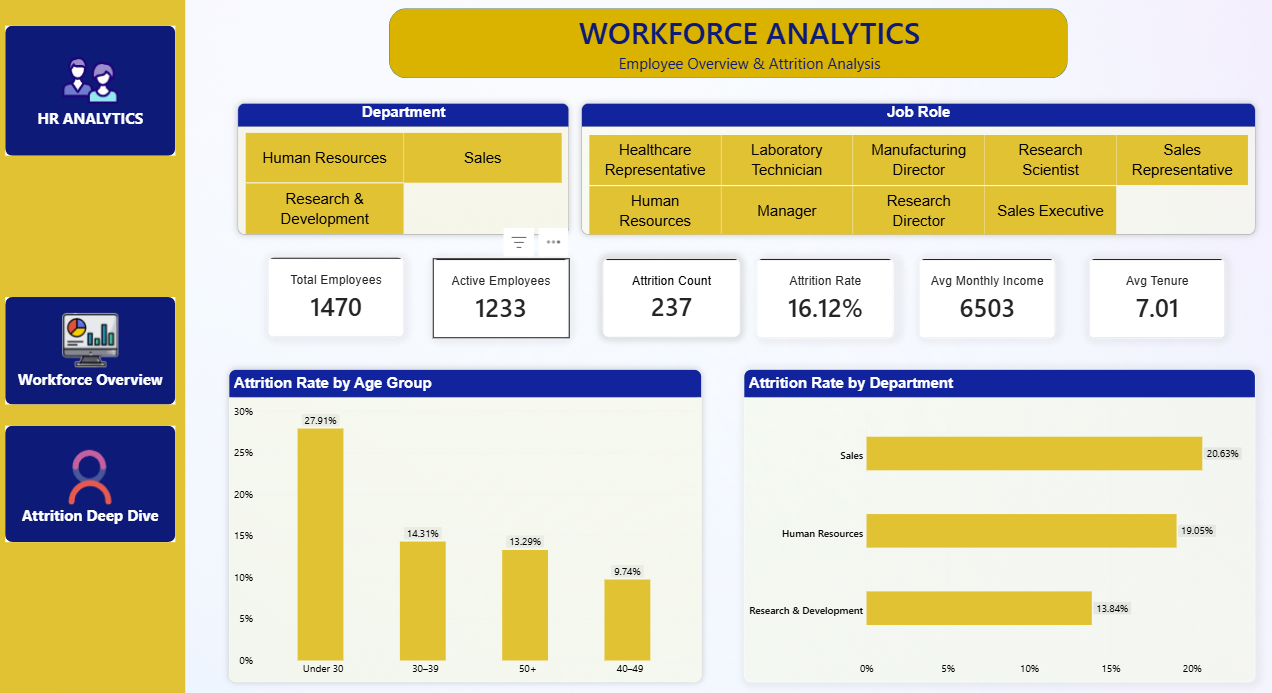 WORKFORCE ANALYTICS
Employee Overview & Attrition Analysis
HR ANALYTICS
Workforce Overview
Attrition Deep Dive
Department
Human Resources
Sales
Research &
Development
Job Role
Healthcare
Representative
Laboratory
Technician
Manufacturing
Director
Research
Scientist
Sales
Representative
Human
Resources
Manager
Research
Director
Sales Executive
Total Employees
1470
Active Employees
1233
Attrition Count
237
Attrition Rate
16.12%
Avg Monthly Income
6503
Avg Tenure
7.01
Attrition Rate by Age Group
30%
25%
20%
15%
10%
5%
0%
27.91%
14.31%
13.29%
9.74%
Under 30
30–39
50+
40–49
Attrition Rate by Department
Sales
20.63%
Human Resources
19.05%
Research & Development
13.84%
0%
5%
10%
15%
20%